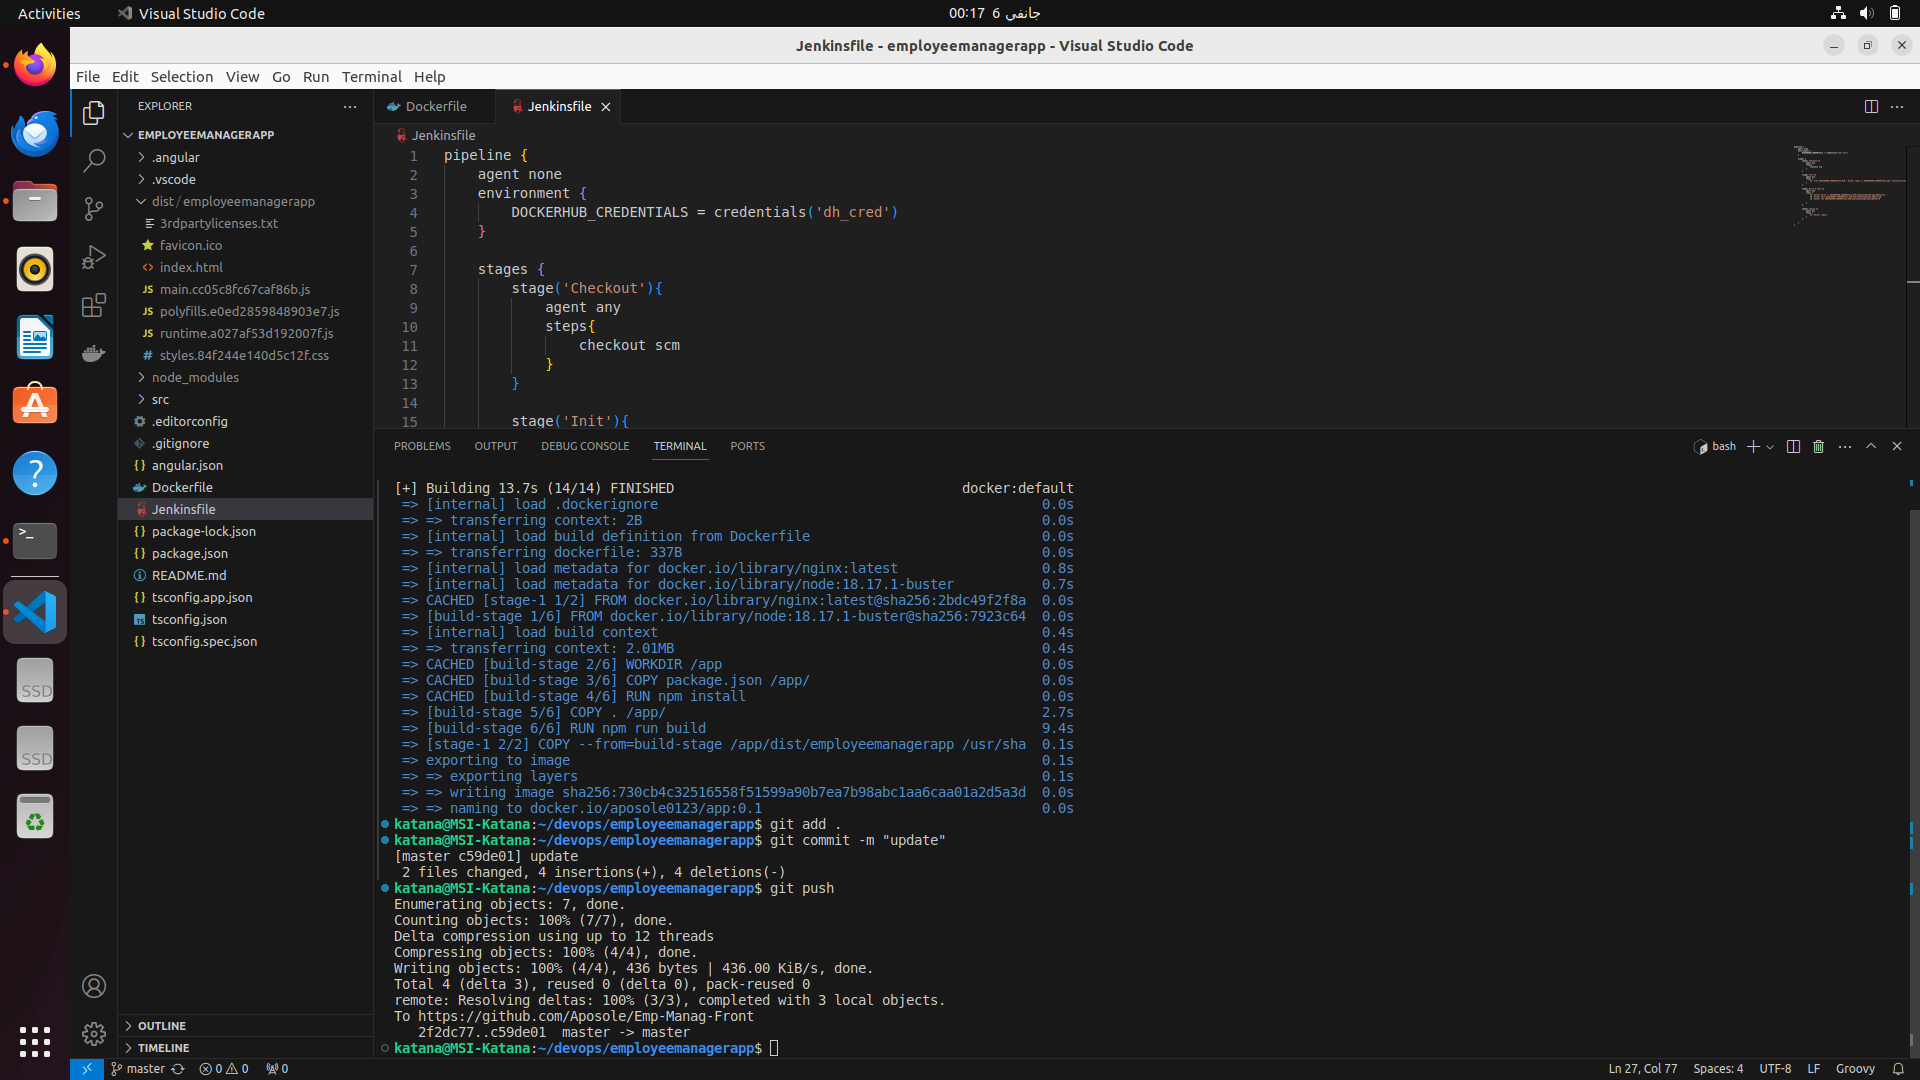 Activities
Visual Studio Code
جانفي 6  00:17
Jenkinsfile - employeemanagerapp - Visual Studio Code
File Edit Selection View Go Run Terminal Help
EXPLORER
Dockerfile
Jenkinsfile
EMPLOYEEMANAGERAPP
.angular
.vscode
dist / employeemanagerapp
3rdpartylicenses.txt
favicon.ico
index.html
main.cc05c8fc67caf86b.js
polyfills.e0ed2859848903e7.js
runtime.a027af53d192007f.js
styles.84f244e140d5c12f.css
node_modules
src
.editorconfig
.gitignore
angular.json
Dockerfile
Jenkinsfile
package-lock.json
package.json
README.md
tsconfig.app.json
tsconfig.json
tsconfig.spec.json
OUTLINE
TIMELINE
Jenkinsfile
1 pipeline {
2 agent none
3 environment {
4 DOCKERHUB_CREDENTIALS = credentials('dh_cred')
5 }
6
7 stages {
8 stage('Checkout'){
9 agent any
10 steps{
11 checkout scm
12 }
13 }
14
15 stage('Init'){
PROBLEMS OUTPUT DEBUG CONSOLE TERMINAL PORTS
bash
[+] Building 13.7s (14/14) FINISHED docker:default
=> [internal] load .dockerignore 0.0s
=> => transferring context: 2B 0.0s
=> [internal] load build definition from Dockerfile 0.0s
=> => transferring dockerfile: 337B 0.0s
=> [internal] load metadata for docker.io/library/nginx:latest 0.8s
=> [internal] load metadata for docker.io/library/node:18.17.1-buster 0.7s
=> CACHED [stage-1 1/2] FROM docker.io/library/nginx:latest@sha256:2bdc49f2f8a 0.0s
=> [build-stage 1/6] FROM docker.io/library/node:18.17.1-buster@sha256:7923c64 0.0s
=> [internal] load build context 0.4s
=> => transferring context: 2.01MB 0.4s
=> CACHED [build-stage 2/6] WORKDIR /app 0.0s
=> CACHED [build-stage 3/6] COPY package.json /app/ 0.0s
=> CACHED [build-stage 4/6] RUN npm install 0.0s
=> [build-stage 5/6] COPY . /app/ 2.7s
=> [build-stage 6/6] RUN npm run build 9.4s
=> [stage-1 2/2] COPY --from=build-stage /app/dist/employeemanagerapp /usr/sha 0.1s
=> exporting to image 0.1s
=> => exporting layers 0.1s
=> => writing image sha256:730cb4c32516558f51599a90b7ea7b98abc1aa6caa01a2d5a3d 0.0s
=> => naming to docker.io/aposole0123/app:0.1 0.0s
katana@MSI-Katana:~/devops/employeemanagerapp$ git add .
katana@MSI-Katana:~/devops/employeemanagerapp$ git commit -m "update"
[master c59de01] update
2 files changed, 4 insertions(+), 4 deletions(-)
katana@MSI-Katana:~/devops/employeemanagerapp$ git push
Enumerating objects: 7, done.
Counting objects: 100% (7/7), done.
Delta compression using up to 12 threads
Compressing objects: 100% (4/4), done.
Writing objects: 100% (4/4), 436 bytes | 436.00 KiB/s, done.
Total 4 (delta 3), reused 0 (delta 0), pack-reused 0
remote: Resolving deltas: 100% (3/3), completed with 3 local objects.
To https://github.com/Aposole/Emp-Manag-Front
2f2dc77..c59de01 master -> master
katana@MSI-Katana:~/devops/employeemanagerapp$
SSD
SSD
master 0 0 0
Ln 27, Col 77 Spaces: 4 UTF-8 LF Groovy